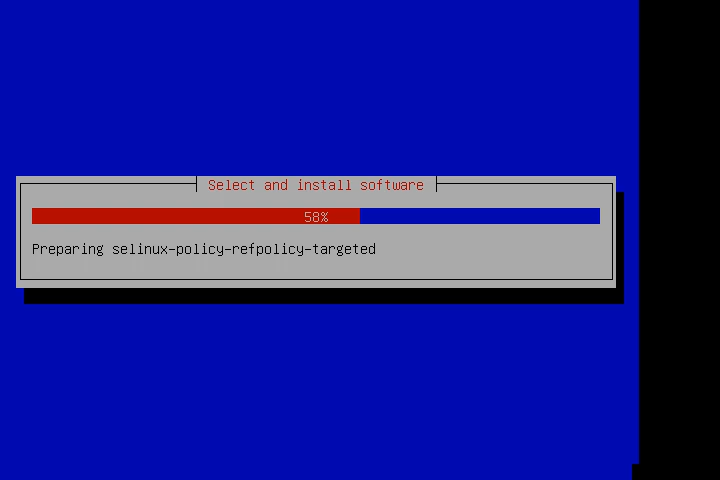 Select and install software
58%
Preparing selinux-policy-refpolicy-targeted